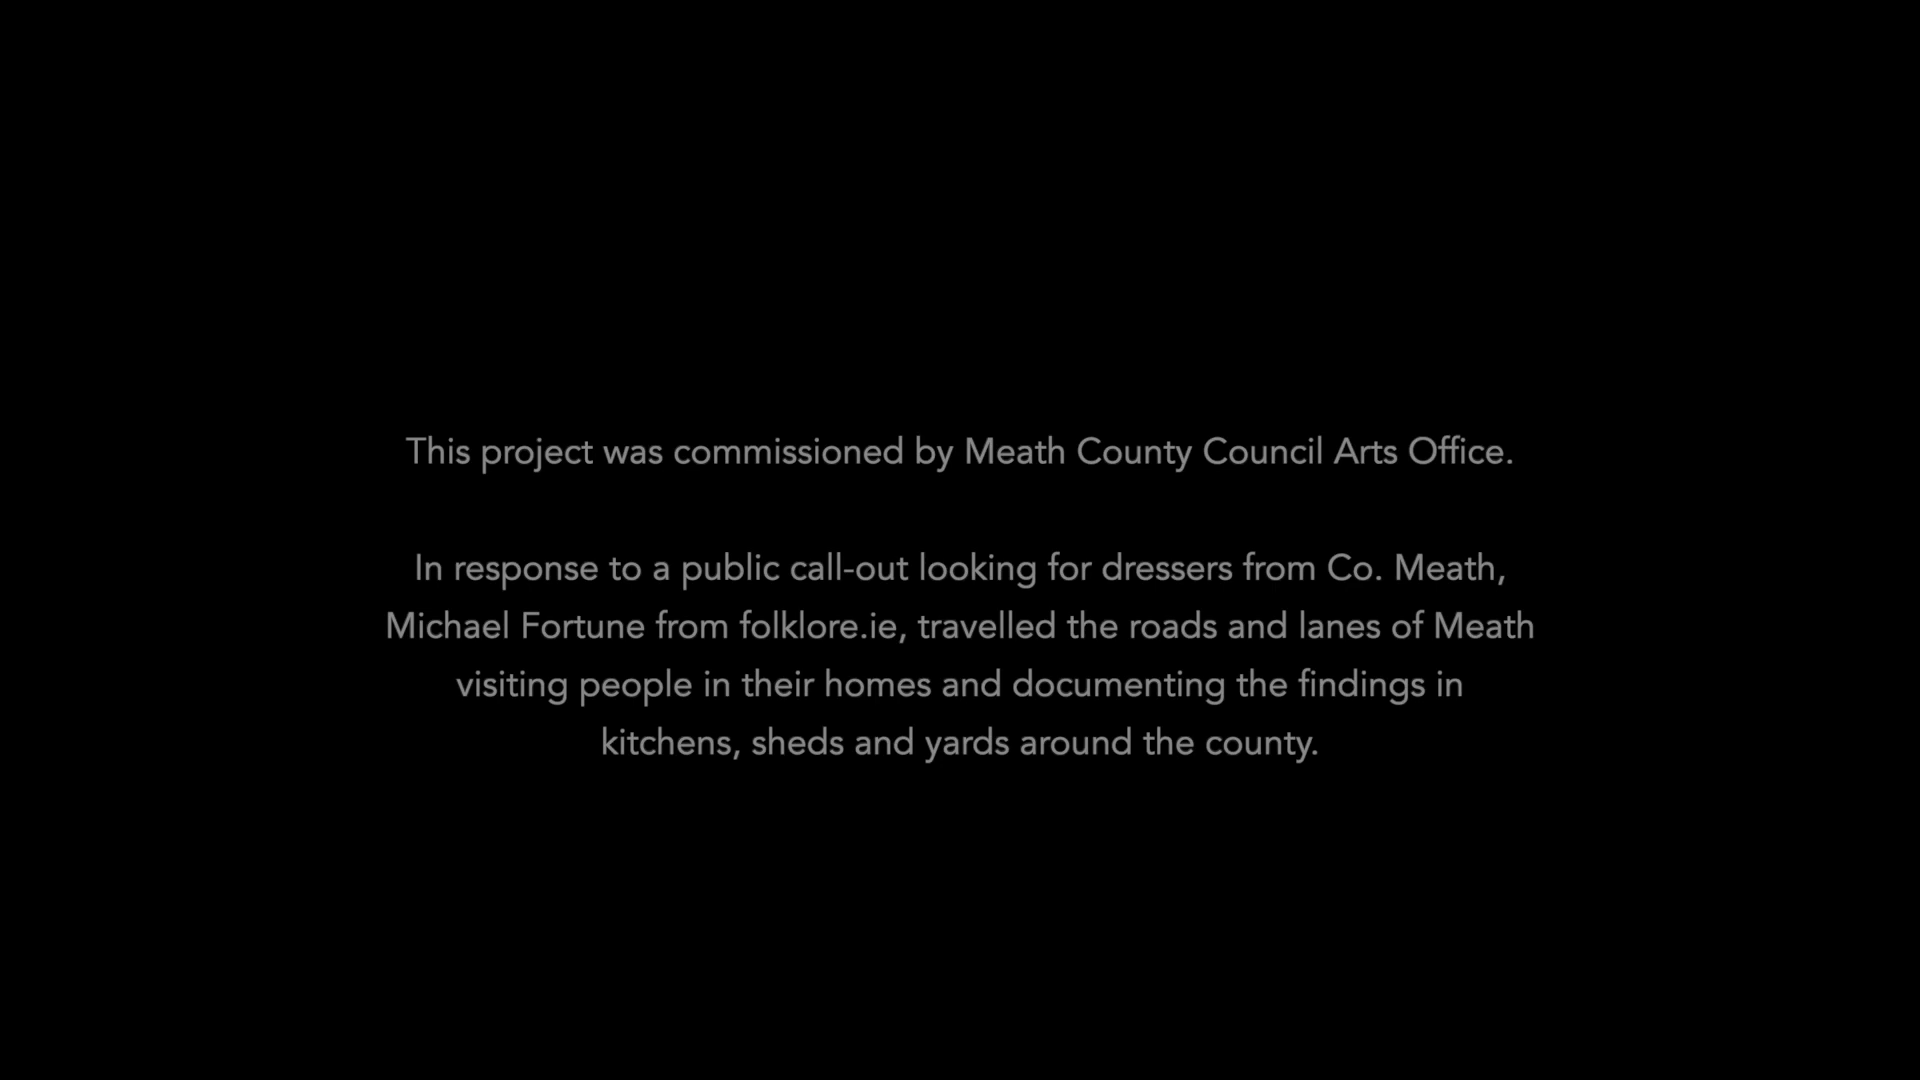 This project was commissioned by Meath County Council Arts Office.
In response to a public call-out looking for dressers from Co. Meath,
Michael Fortune from folklore.ie, travelled the roads and lanes of Meath
visiting people in their homes and documenting the findings in
kitchens, sheds and yards around the county.